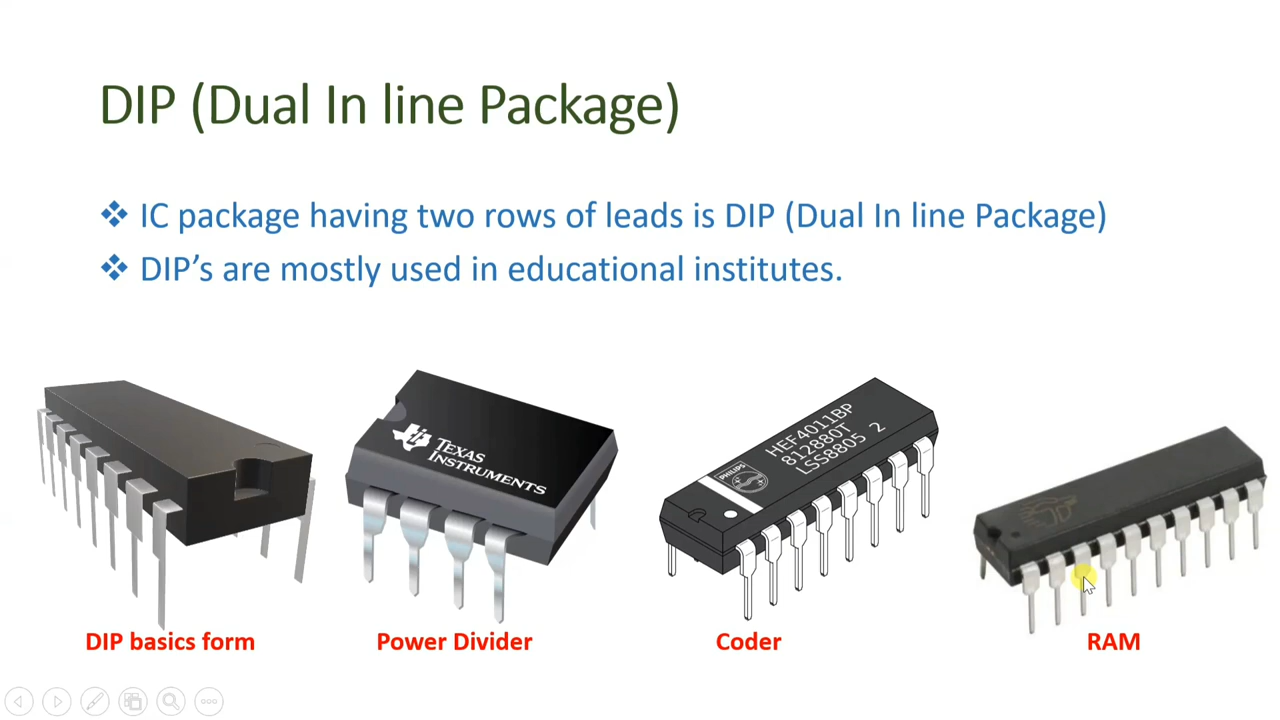 DIP (Dual In line Package)
❖ IC package having two rows of leads is DIP (Dual In line Package)
❖ DIP’s are mostly used in educational institutes.
TEXAS
INSTRUMENTS
PHILIPS
HEF4011BP
812880T
LSS8805 2
DIP basics form
Power Divider
Coder
RAM